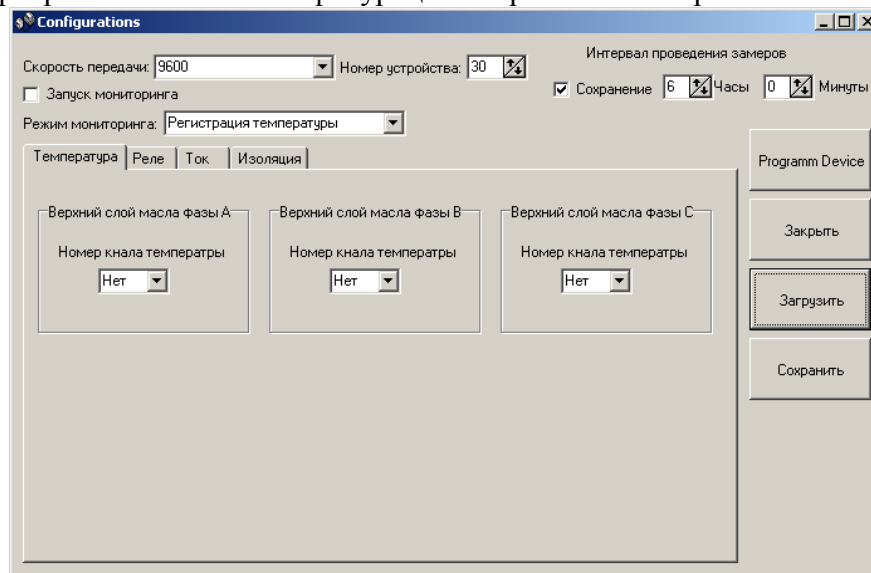 Configurations
Интервал проведения замеров
Скорость передачи: 9600 Номер устройства: 30
Сохранение 6 Часы 0 Минуты
Запуск мониторинга
Режим мониторинга: Регистрация температуры
Температура Реле Ток Изоляция
Programm Device
Верхний слой масла фазы A Верхний слой масла фазы B Верхний слой масла фазы C
Закрыть
Номер кнала температры Номер кнала температры Номер кнала температры
Нет Нет Нет
Загрузить
Сохранить